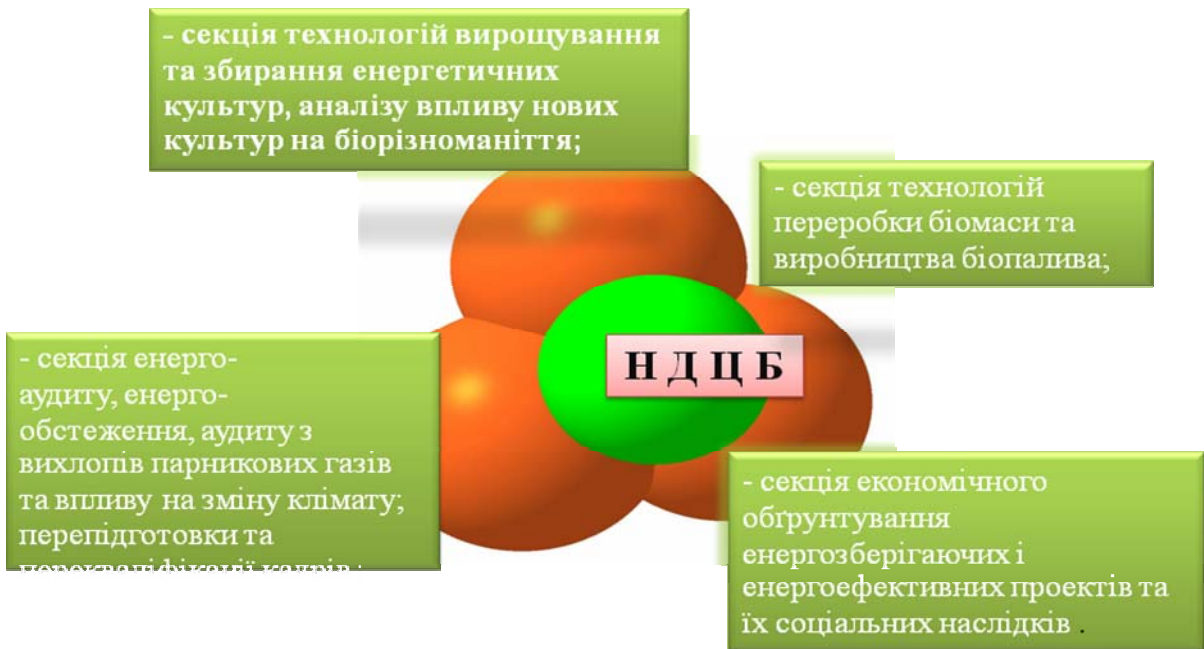 - секція технологій вирощування
та збирання енергетичних
культур, аналізу впливу нових
культур на біорізноманіття;
- секція технологій
переробки біомаси та
виробництва біопалива;
Н Д Ц Б
- секція енерго-
аудиту, енерго-
обстеження, аудиту з
вихлопів парникових газів
та впливу на зміну клімату;
перепідготовки та
перекваліфікації кадрів ;
- секція економічного
обґрунтування
енергозберігаючих і
енергоефективних проектів та
їх соціальних наслідків .